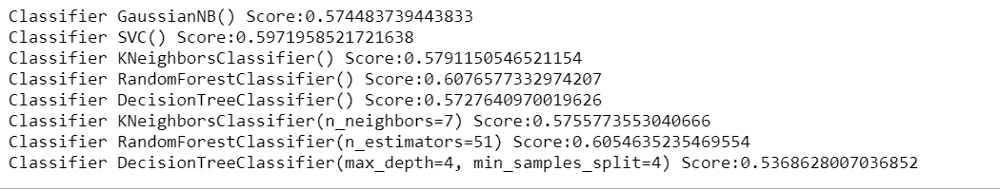 Classifier GaussianNB() Score:0.574483739443833
Classifier SVC() Score:0.5971958521721638
Classifier KNeighborsClassifier() Score:0.5791150546521154
Classifier RandomForestClassifier() Score:0.6076577332974207
Classifier DecisionTreeClassifier() Score:0.5727640970019626
Classifier KNeighborsClassifier(n_neighbors=7) Score:0.5755773553040666
Classifier RandomForestClassifier(n_estimators=51) Score:0.6054635235469554
Classifier DecisionTreeClassifier(max_depth=4, min_samples_split=4) Score:0.5368628007036852